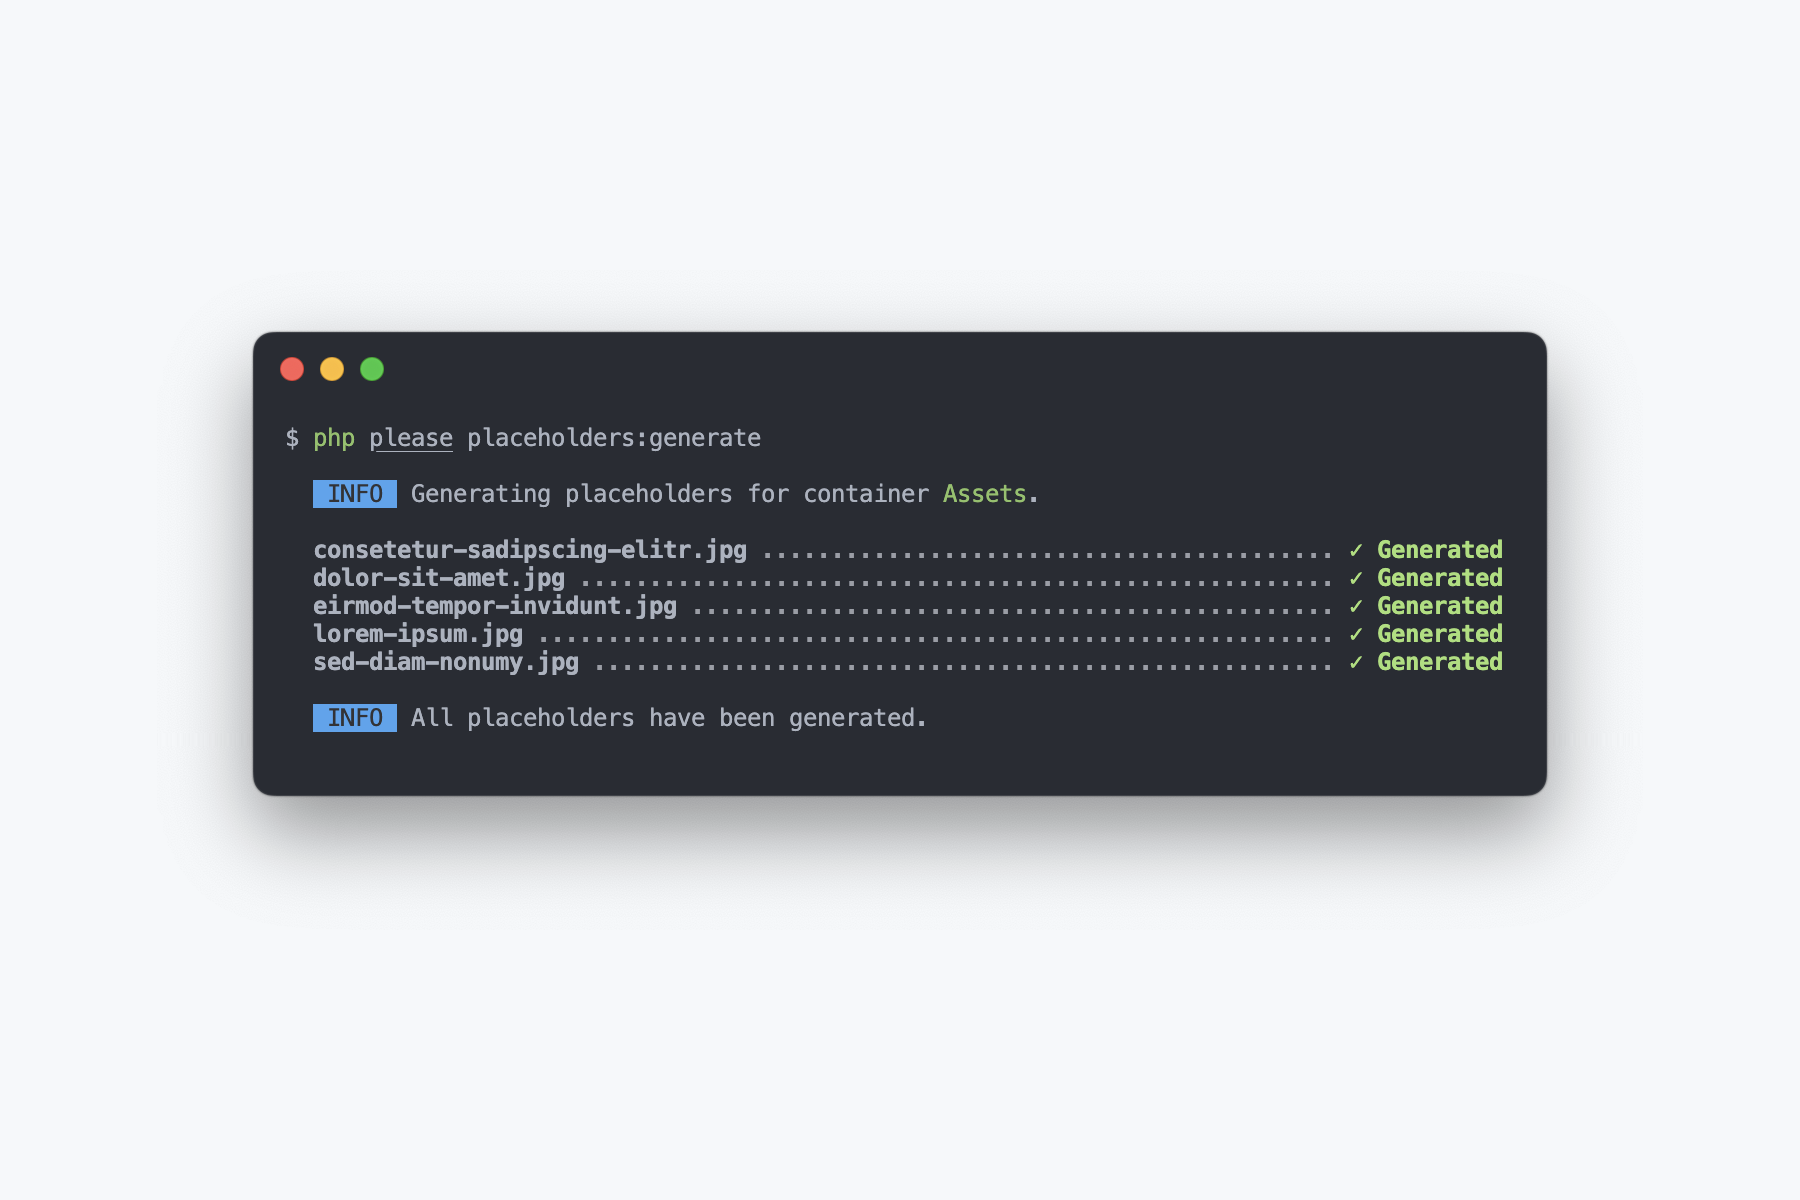 $ php please placeholders:generate
INFO Generating placeholders for container Assets.
consetetur-sadipscing-elitr.jpg ......................................... ✓ Generated
dolor-sit-amet.jpg ...................................................... ✓ Generated
eirmod-tempor-invidunt.jpg .............................................. ✓ Generated
lorem-ipsum.jpg ......................................................... ✓ Generated
sed-diam-nonumy.jpg ..................................................... ✓ Generated
INFO All placeholders have been generated.